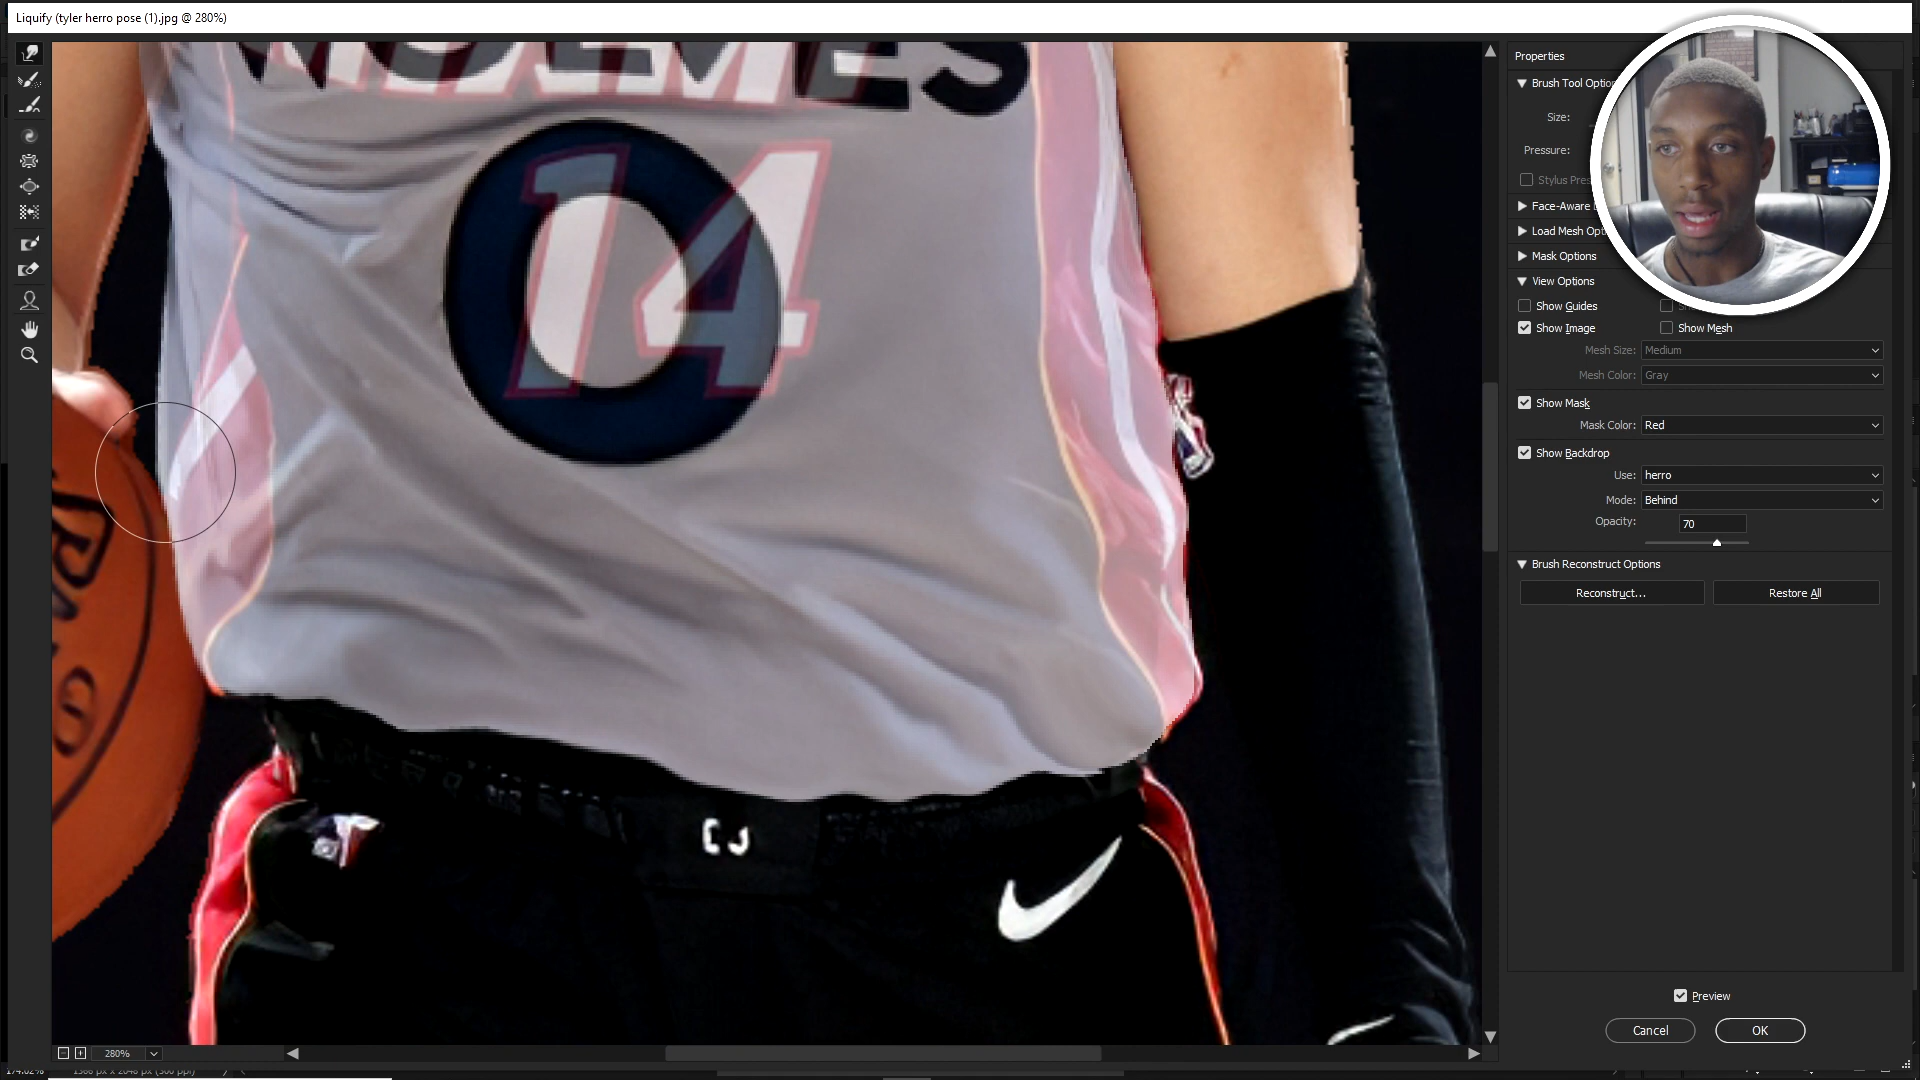 Liquify (tyler herro pose (1).jpg @ 280%)
Properties
Brush Tool
Size:
Pressure:
Stylus
Face-Aware
Load Mesh
Mask Options
View Options
Show Guides
Show Image
Show Mesh
Mesh Size: Medium
Mesh Color: Gray
Show Mask
Mask Color: Red
Show Backdrop
Use: herro
Mode: Behind
Opacity: 70
Brush Reconstruct Options
Reconstruct... Restore All
Preview
Cancel OK
14
0
280%